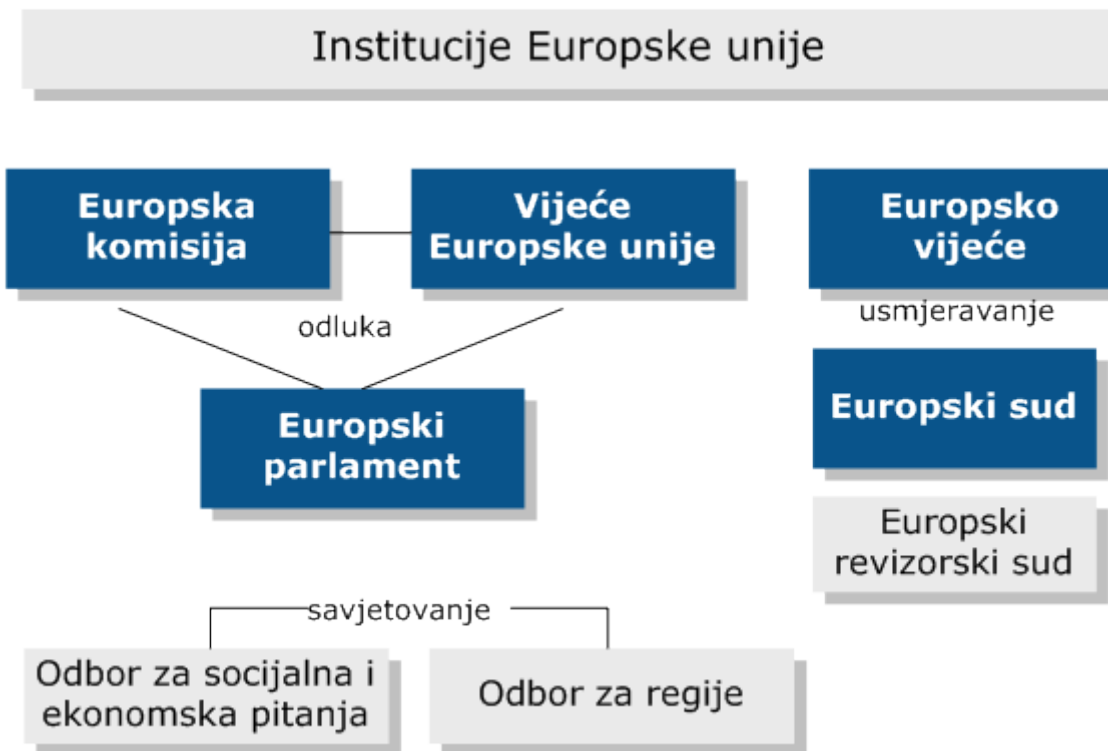 Institucije Europske unije
Europska
komisija
Vijeće
Europske unije
Europsko
vijeće
odluka
usmjeravanje
Europski
parlament
Europski sud
Europski
revizorski sud
savjetovanje
Odbor za socijalna i
ekonomska pitanja
Odbor za regije